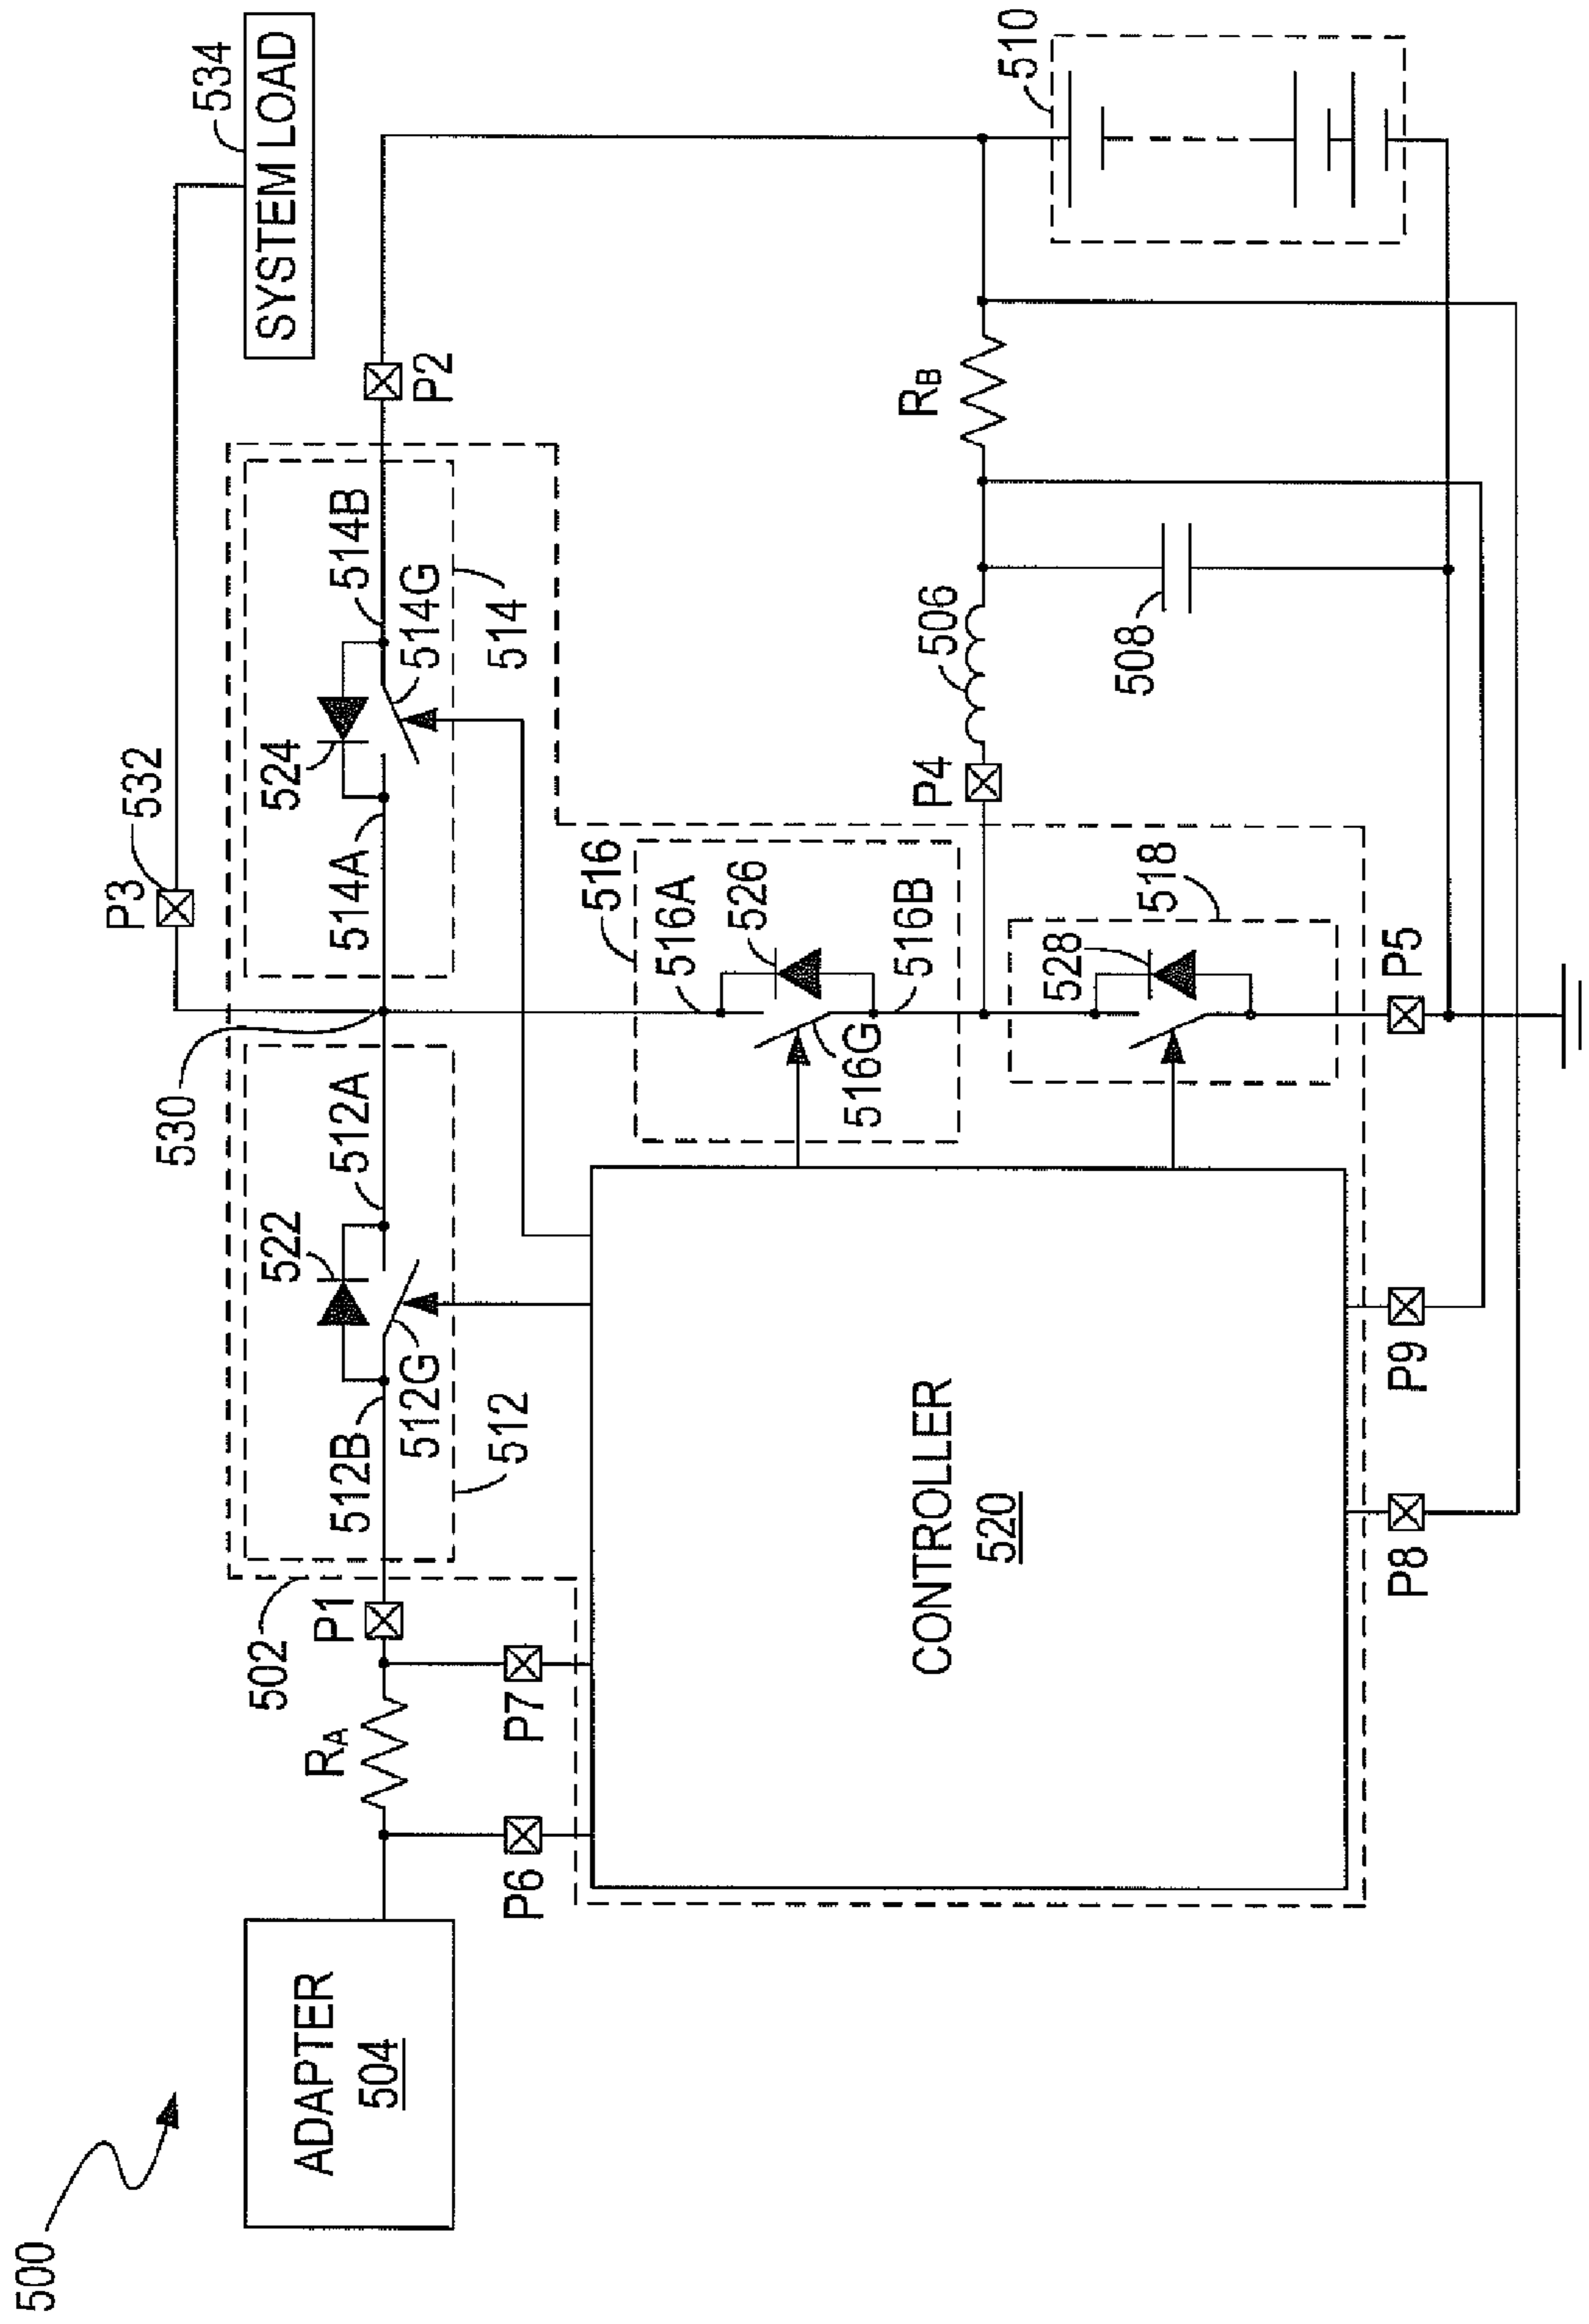 500
ADAPTER
504
RA
P1
P6
P7
502
512
512B
512G
522
512A
530
P3
532
534
SYSTEM LOAD
514A
524
514B
514G
514
P2
516
516A
526
516G
516B
518
528
P4
506
508
RB
510
P5
CONTROLLER
520
P8
P9